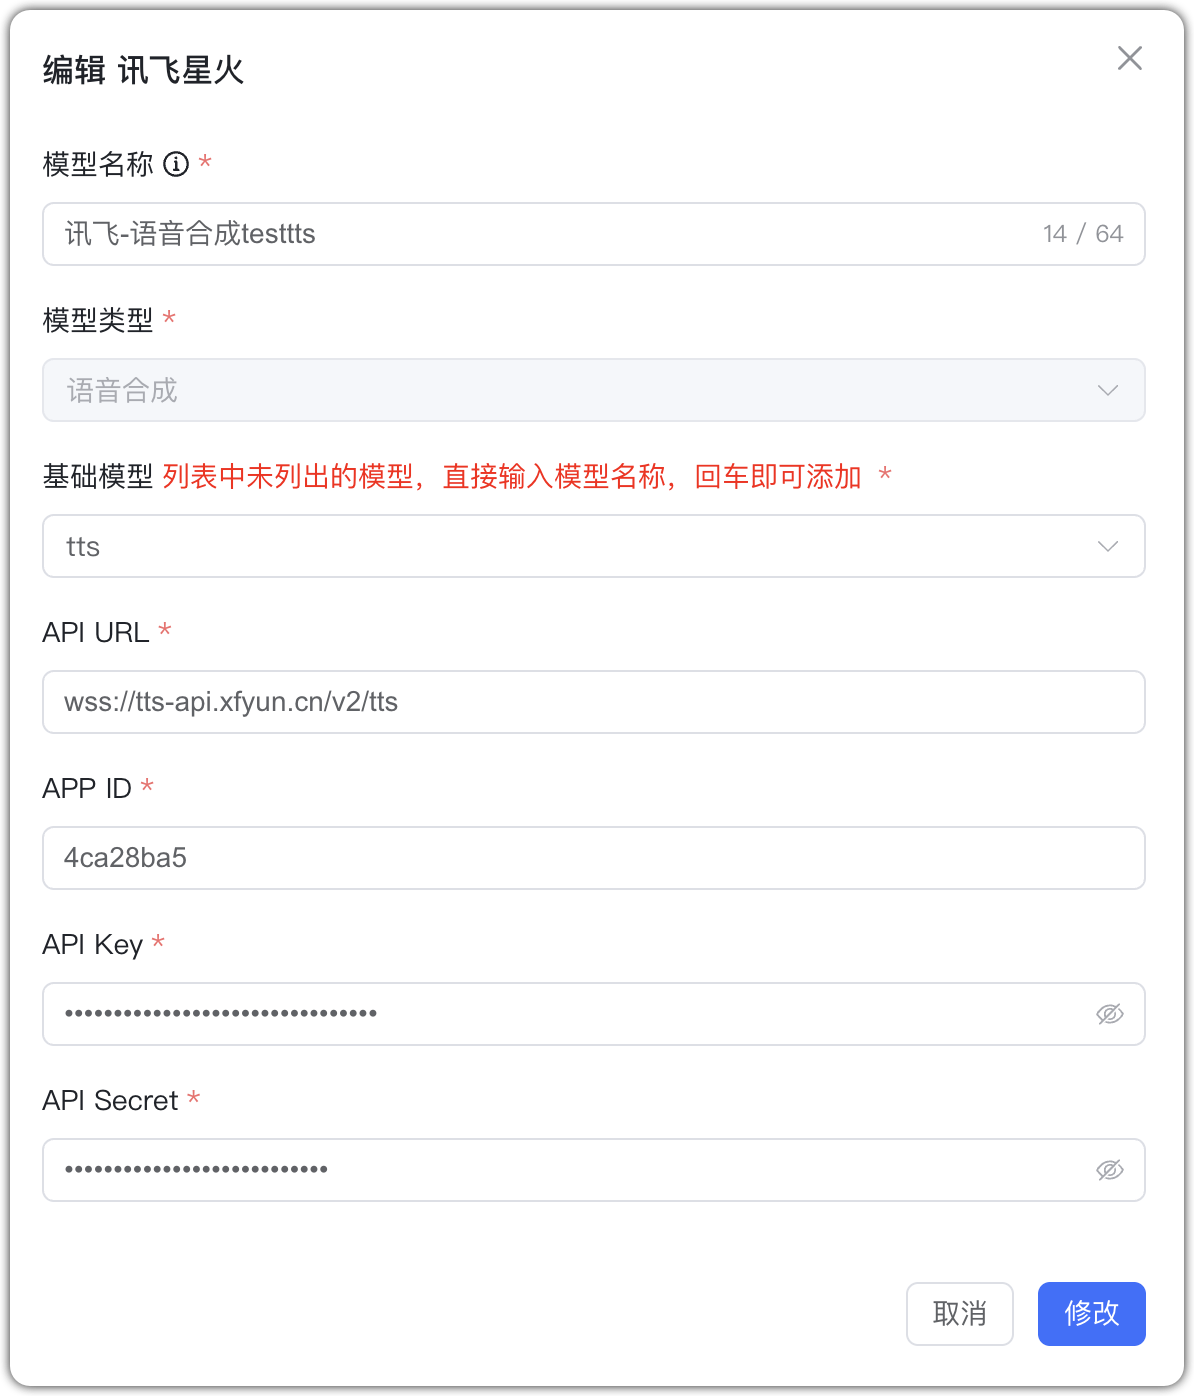 编辑 讯飞星火
模型名称 *
讯飞-语音合成testtts 14 / 64
模型类型 *
语音合成
基础模型 列表中未列出的模型，直接输入模型名称，回车即可添加 *
tts
API URL *
wss://tts-api.xfyun.cn/v2/tts
APP ID *
4ca28ba5
API Key *
••••••••••••••••••••••••••••••••
API Secret *
•••••••••••••••••••••••••••
取消 修改